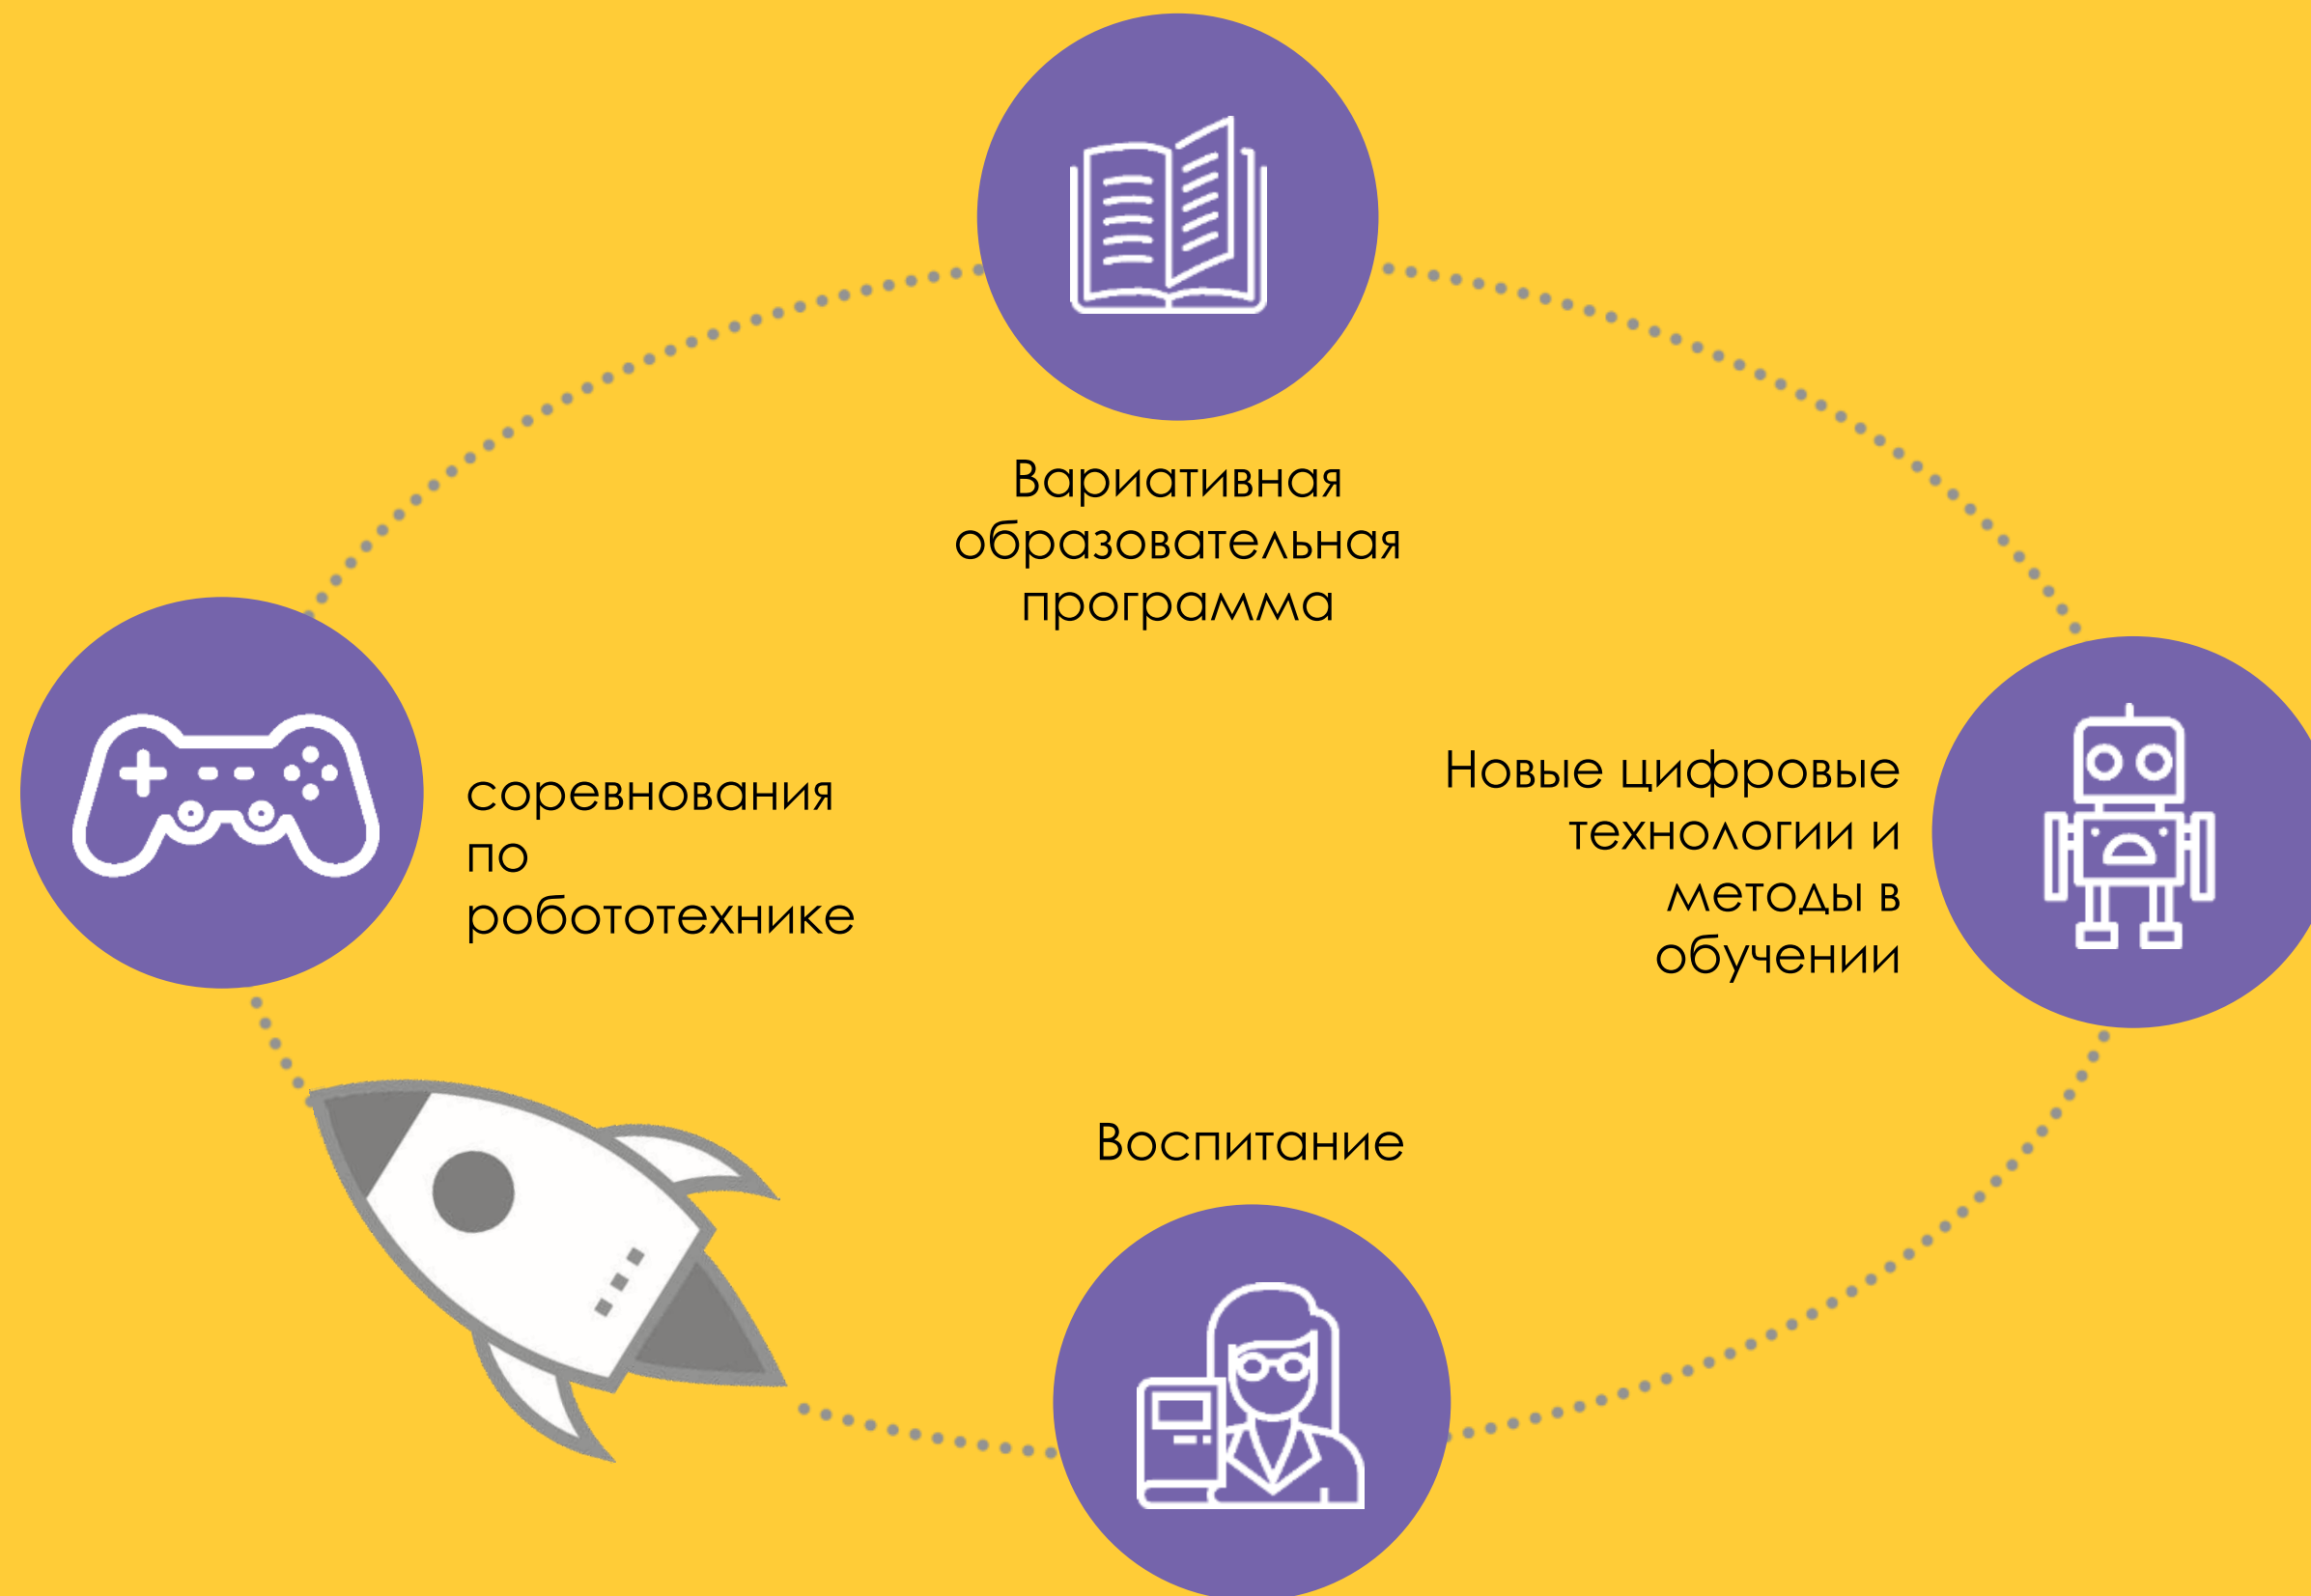 Вариативная
образовательная
программа
соревнования
по
робототехнике
Новые цифровые
технологии и
методы в
обучении
Воспитание